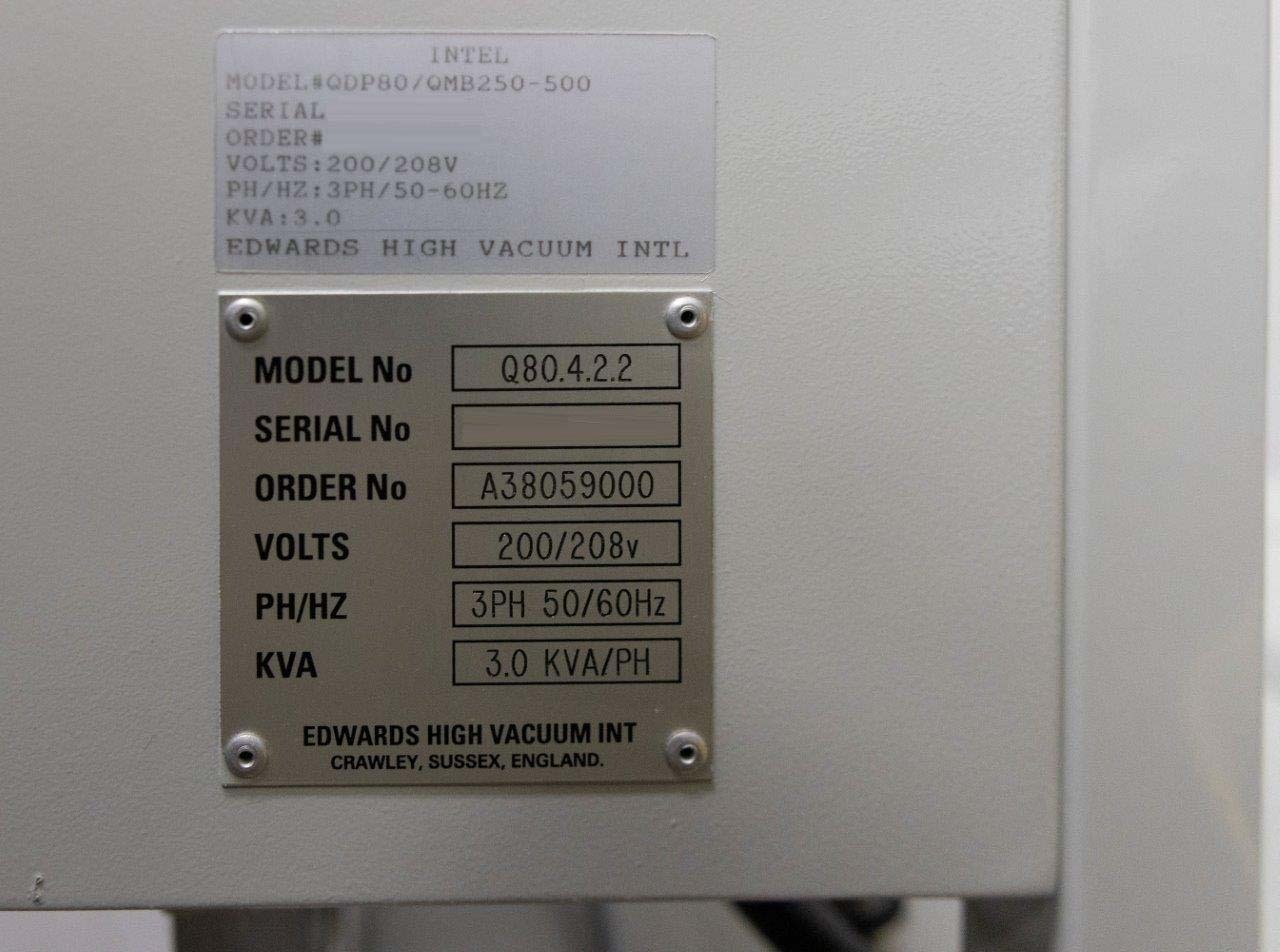 INTEL
MODEL#QDP80/QMB250-500
SERIAL
ORDER#
VOLTS:200/208V
PH/HZ:3PH/50-60HZ
KVA:3.0
EDWARDS HIGH VACUUM INTL
MODEL No Q80.4.2.2
SERIAL No
ORDER No A38059000
VOLTS 200/208v
PH/HZ 3PH 50/60Hz
KVA 3.0 KVA/PH
EDWARDS HIGH VACUUM INT
CRAWLEY, SUSSEX, ENGLAND.